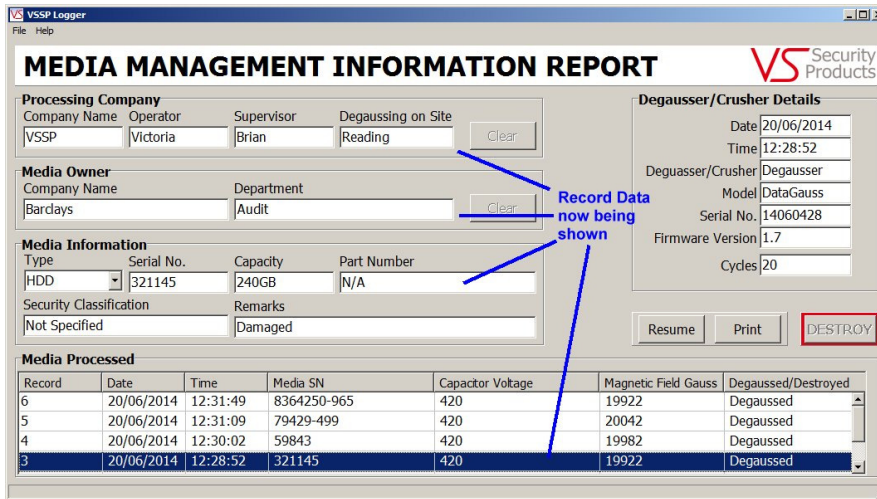 VS VSSP Logger
File Help
MEDIA MANAGEMENT INFORMATION REPORT
VS Security Products
Processing Company
Company Name Operator Supervisor Degaussing on Site
VSSP Victoria Brian Reading Clear
Media Owner
Company Name Department
Barclays Audit Clear
Media Information
Type Serial No. Capacity Part Number
HDD 321145 240GB N/A
Security Classification Remarks
Not Specified Damaged
Record Data
now being
shown
Degausser/Crusher Details
Date 20/06/2014
Time 12:28:52
Deguasser/Crusher Degausser
Model DataGauss
Serial No. 14060428
Firmware Version 1.7
Cycles 20
Resume Print DESTROY
Media Processed
Record Date Time Media SN Capacitor Voltage Magnetic Field Gauss Degaussed/Destroyed
6 20/06/2014 12:31:49 8364250-965 420 19922 Degaussed
5 20/06/2014 12:31:09 79429-499 420 20042 Degaussed
4 20/06/2014 12:30:02 59843 420 19982 Degaussed
3 20/06/2014 12:28:52 321145 420 19922 Degaussed